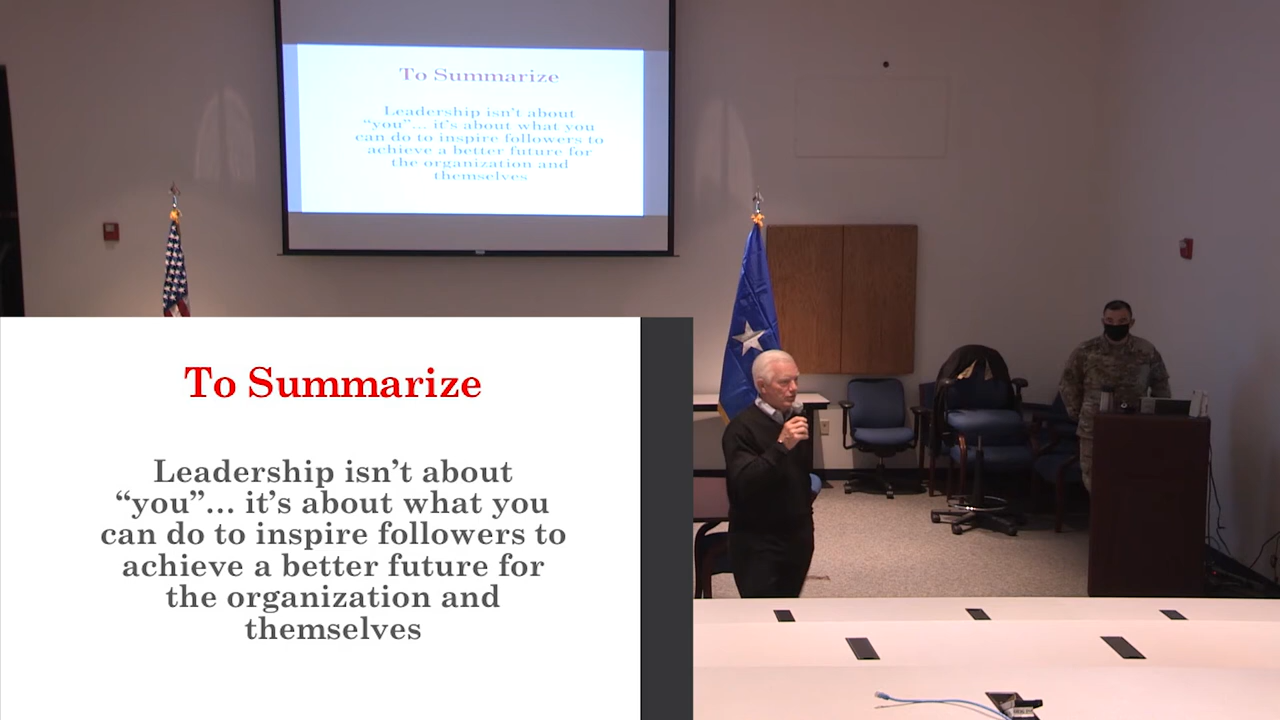 To Summarize
Leadership isn't about
“you”... it's about what you
can do to inspire followers to
achieve a better future for
the organization and
themselves
To Summarize
Leadership isn't about
“you”... it's about what you
can do to inspire followers to
achieve a better future for
the organization and
themselves